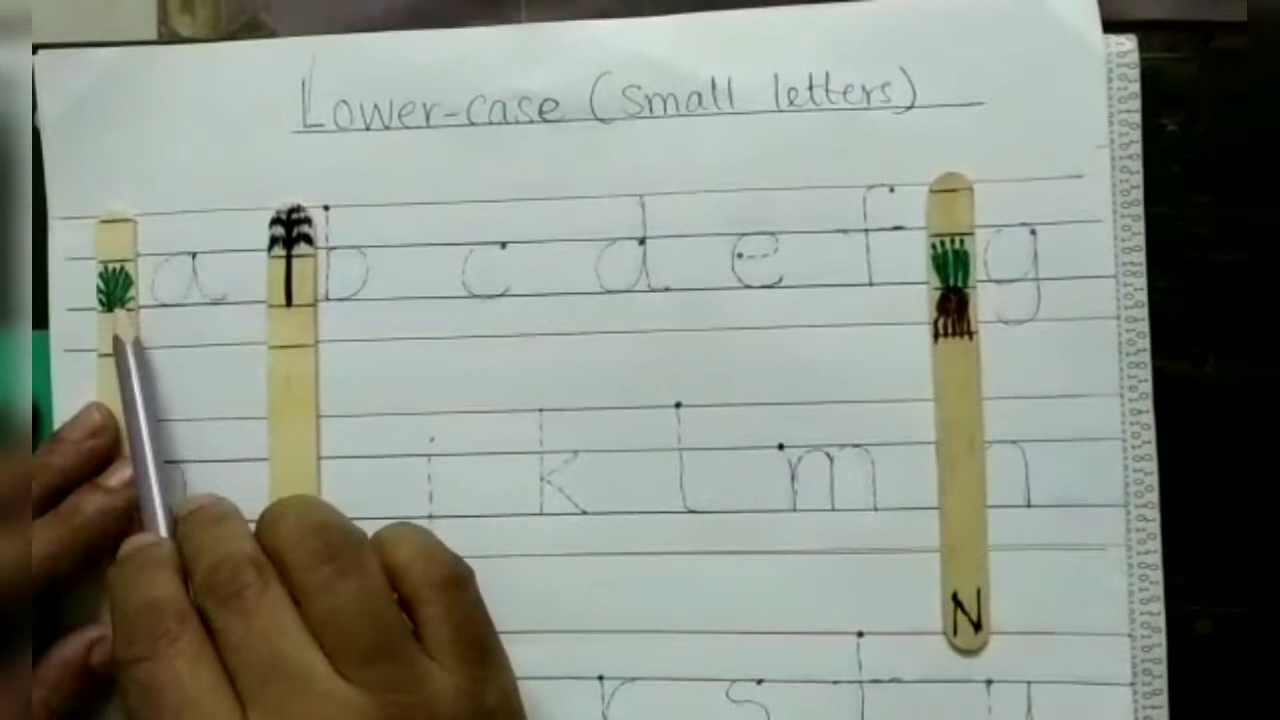 Lower-case (small letters)
a b c d e f g
i k l m n
N
r s